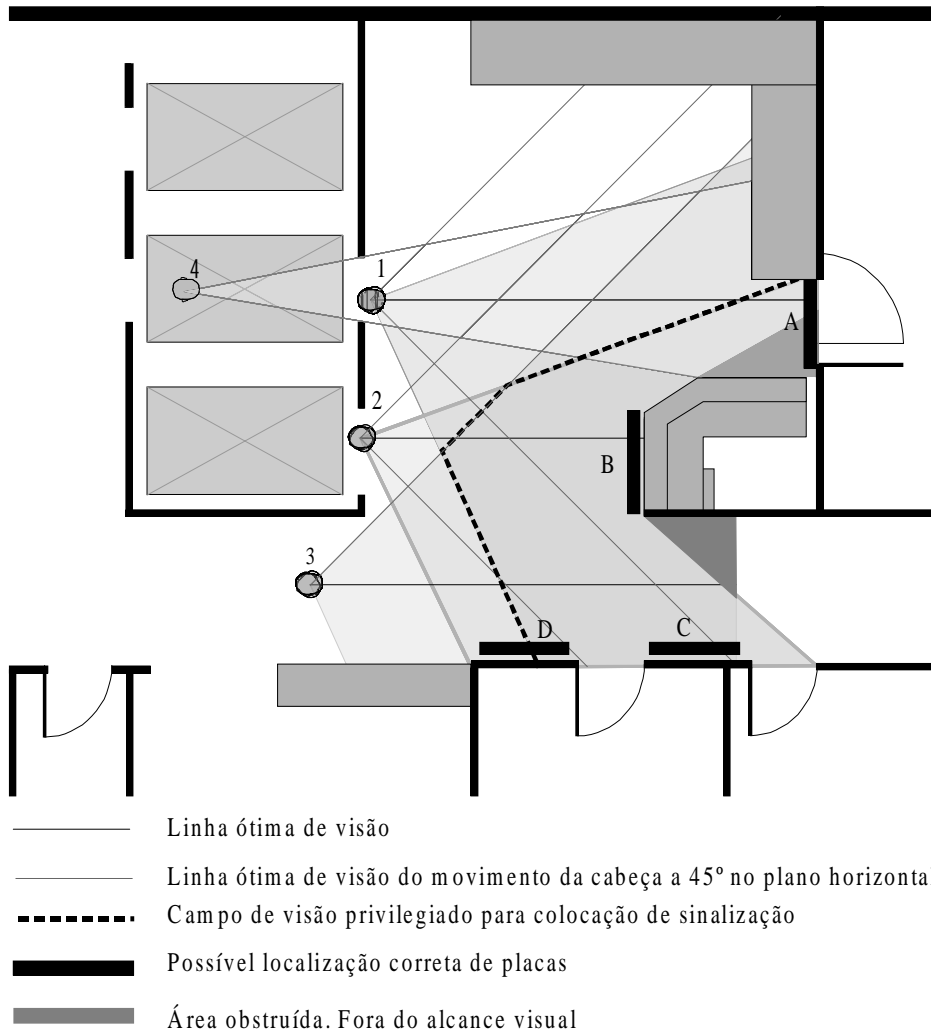 4
1
A
2
B
3
D
C
Linha ótima de visão
Linha ótima de visão do movimento da cabeça a 45º no plano horizontal
Campo de visão privilegiado para colocação de sinalização
Possível localização correta de placas
Área obstruída. Fora do alcance visual